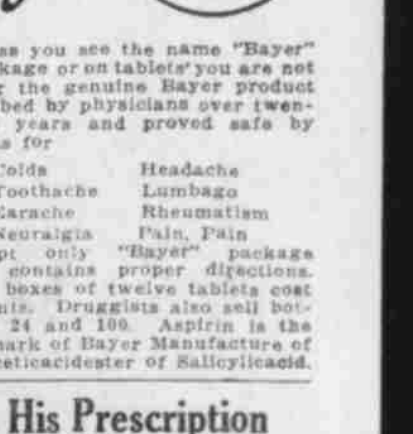 ss you see the name "Bayer"
kage or on tablets you are not
r the genuine Bayer product
bed by physicians over twen-
years and proved safe by
s for
Colds Headache
Toothache Lumbago
Earache Rheumatism
Neuralgia Pain, Pain
pt only "Bayer" package
contains proper directions.
boxes of twelve tablets cost
nts. Druggists also sell bot-
24 and 100. Aspirin is the
mark of Bayer Manufacture of
ceticacidester of Salicylicacid.
His Prescription